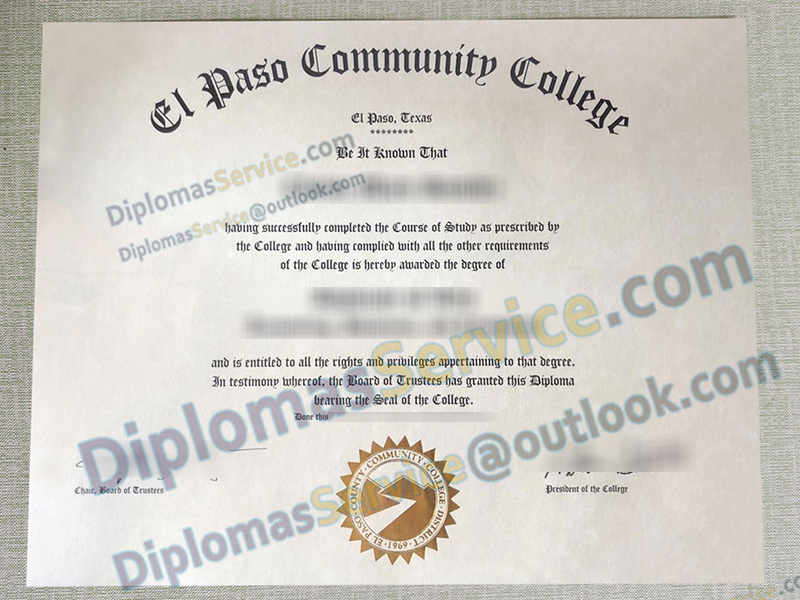 El Paso Community College
El Paso, Texas
********
Be It Known That
DiplomasService.com
DiplomasService@outlook.com
having successfully completed the Course of Study as prescribed by
the College and having complied with all the other requirements
of the College is hereby awarded the degree of
DiplomasService.com
and is entitled to all the rights and privileges appertaining to that degree.
In testimony whereof, the Board of Trustees has granted this Diploma
bearing the Seal of the College.
Done this
DiplomasService@outlook.com
Chair, Board of Trustees
EL PASO COUNTY COMMUNITY COLLEGE DISTRICT
·1969·
President of the College